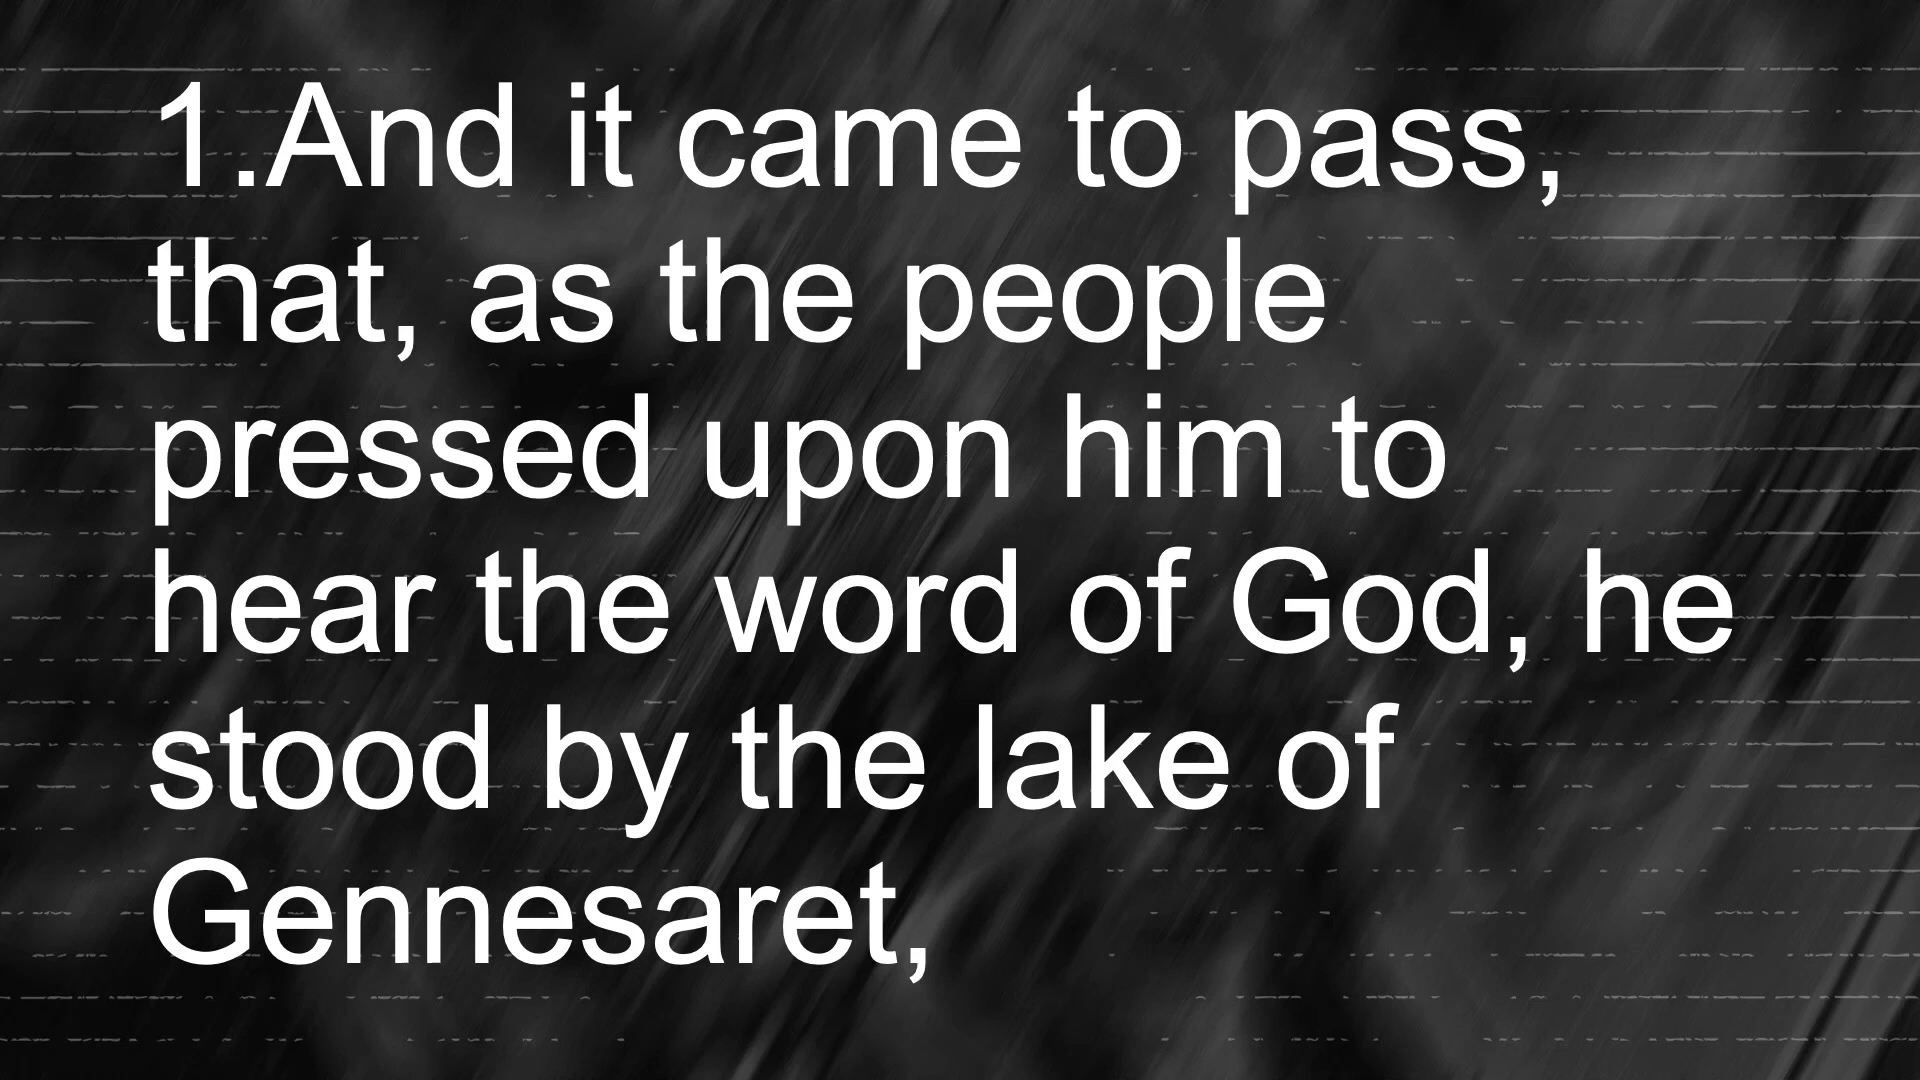 1.And it came to pass,
that, as the people
pressed upon him to
hear the word of God, he
stood by the lake of
Gennesaret,